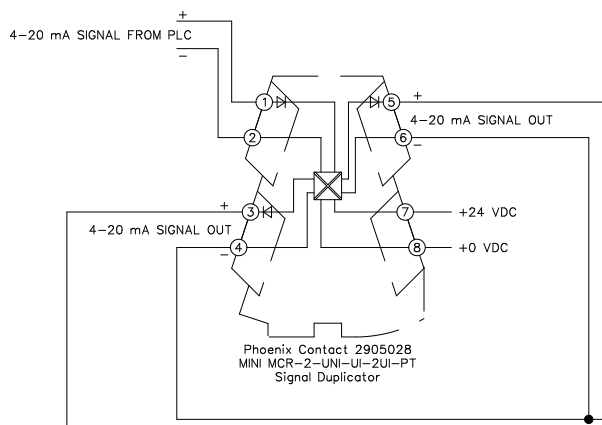 +
4-20 mA SIGNAL FROM PLC
-
1
5
+
4-20 mA SIGNAL OUT
2
6
-
+
3
7
+24 VDC
4-20 mA SIGNAL OUT
-
4
8
+0 VDC
Phoenix Contact 2905028
MINI MCR-2-UNI-UI-2UI-PT
Signal Duplicator